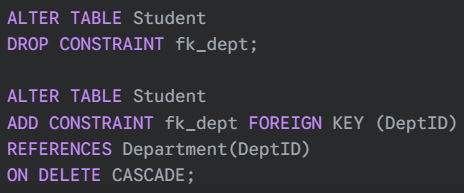 ALTER TABLE Student
DROP CONSTRAINT fk_dept;
ALTER TABLE Student
ADD CONSTRAINT fk_dept FOREIGN KEY (DeptID)
REFERENCES Department(DeptID)
ON DELETE CASCADE;